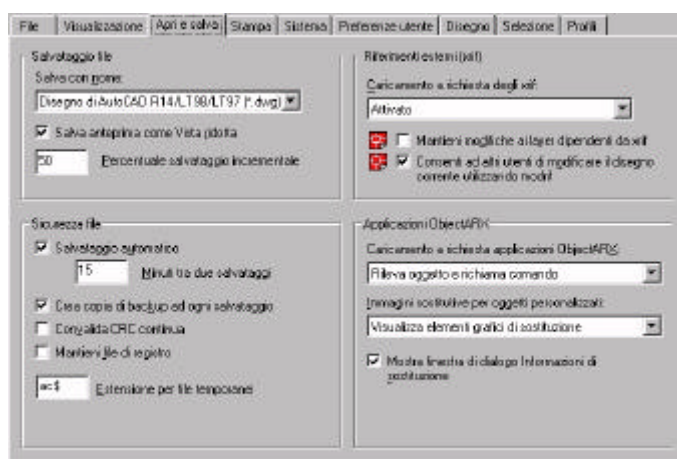 File Visualizzazione Apri e salva Stampa Sistema Preferenze utente Disegno Selezione Profili
Salvataggio file
Salva con nome:
Disegno di AutoCAD R14/LT98/LT97 (*.dwg)
Salva anteprima come Vista ridotta
50 Percentuale salvataggio incrementale
Sicurezza file
Salvataggio automatico
15 Minuti tra due salvataggi
Crea copia di backup ad ogni salvataggio
Convalida CRC continua
Mantieni file di registro
ac$ Estensione per file temporanei
Riferimenti esterni (xrif)
Caricamento a richiesta degli xrif:
Attivato
Mantieni modifiche ai layer dipendenti da xrif
Consenti ad altri utenti di modificare il disegno
corrente utilizzando modrif
Applicazioni ObjectARX
Caricamento a richiesta applicazioni ObjectARX:
Rileva oggetto e richiama comando
Immagini sostitutive per oggetti personalizzati:
Visualizza elementi grafici di sostituzione
Mostra finestra di dialogo Informazioni di
sostituzione